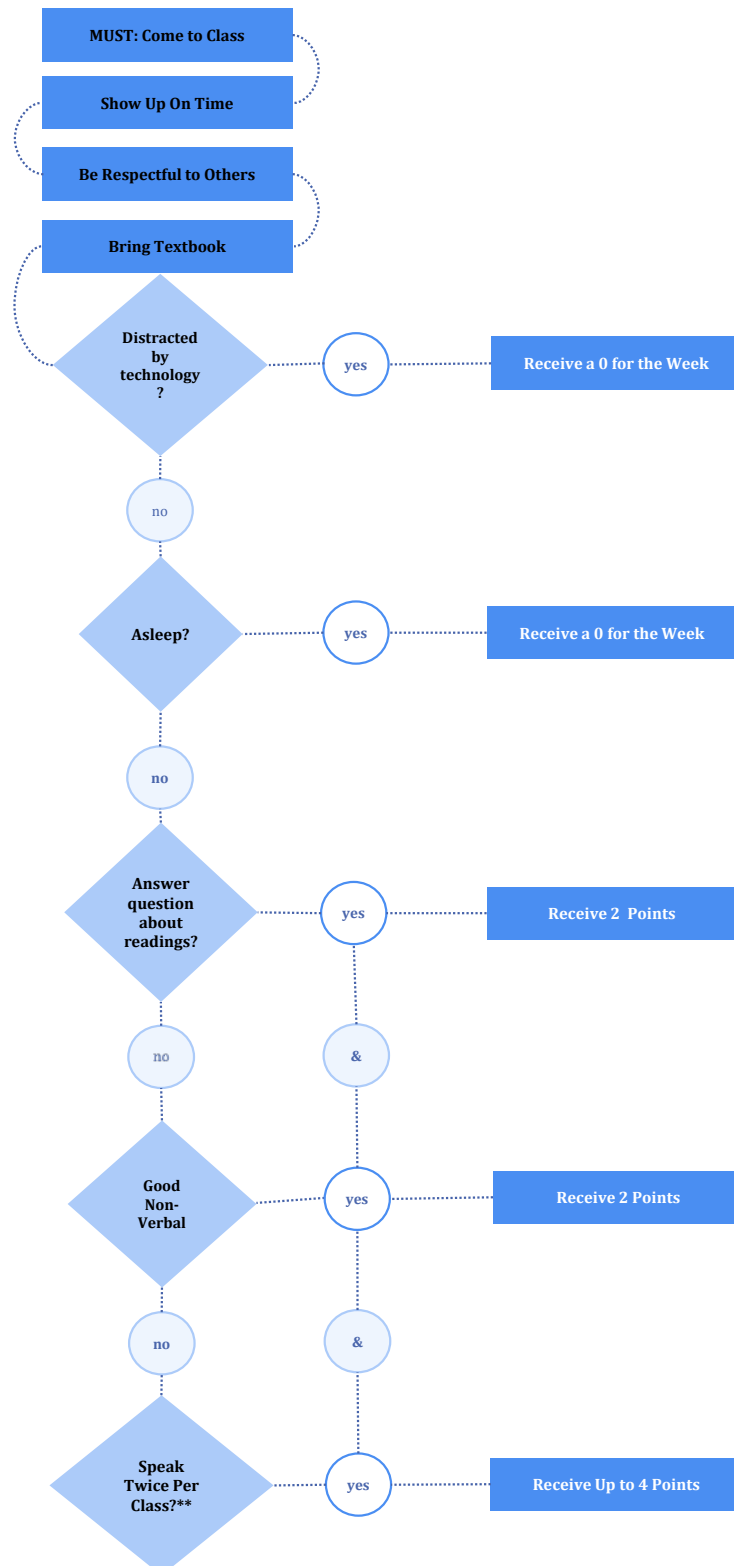 MUST: Come to Class
Show Up On Time
Be Respectful to Others
Bring Textbook
Distracted
by
technology
?
yes
Receive a 0 for the Week
no
Asleep?
yes
Receive a 0 for the Week
no
Answer
question
about
readings?
yes
Receive 2 Points
no
&
Good
Non-
Verbal
yes
Receive 2 Points
no
&
Speak
Twice Per
Class?**
yes
Receive Up to 4 Points